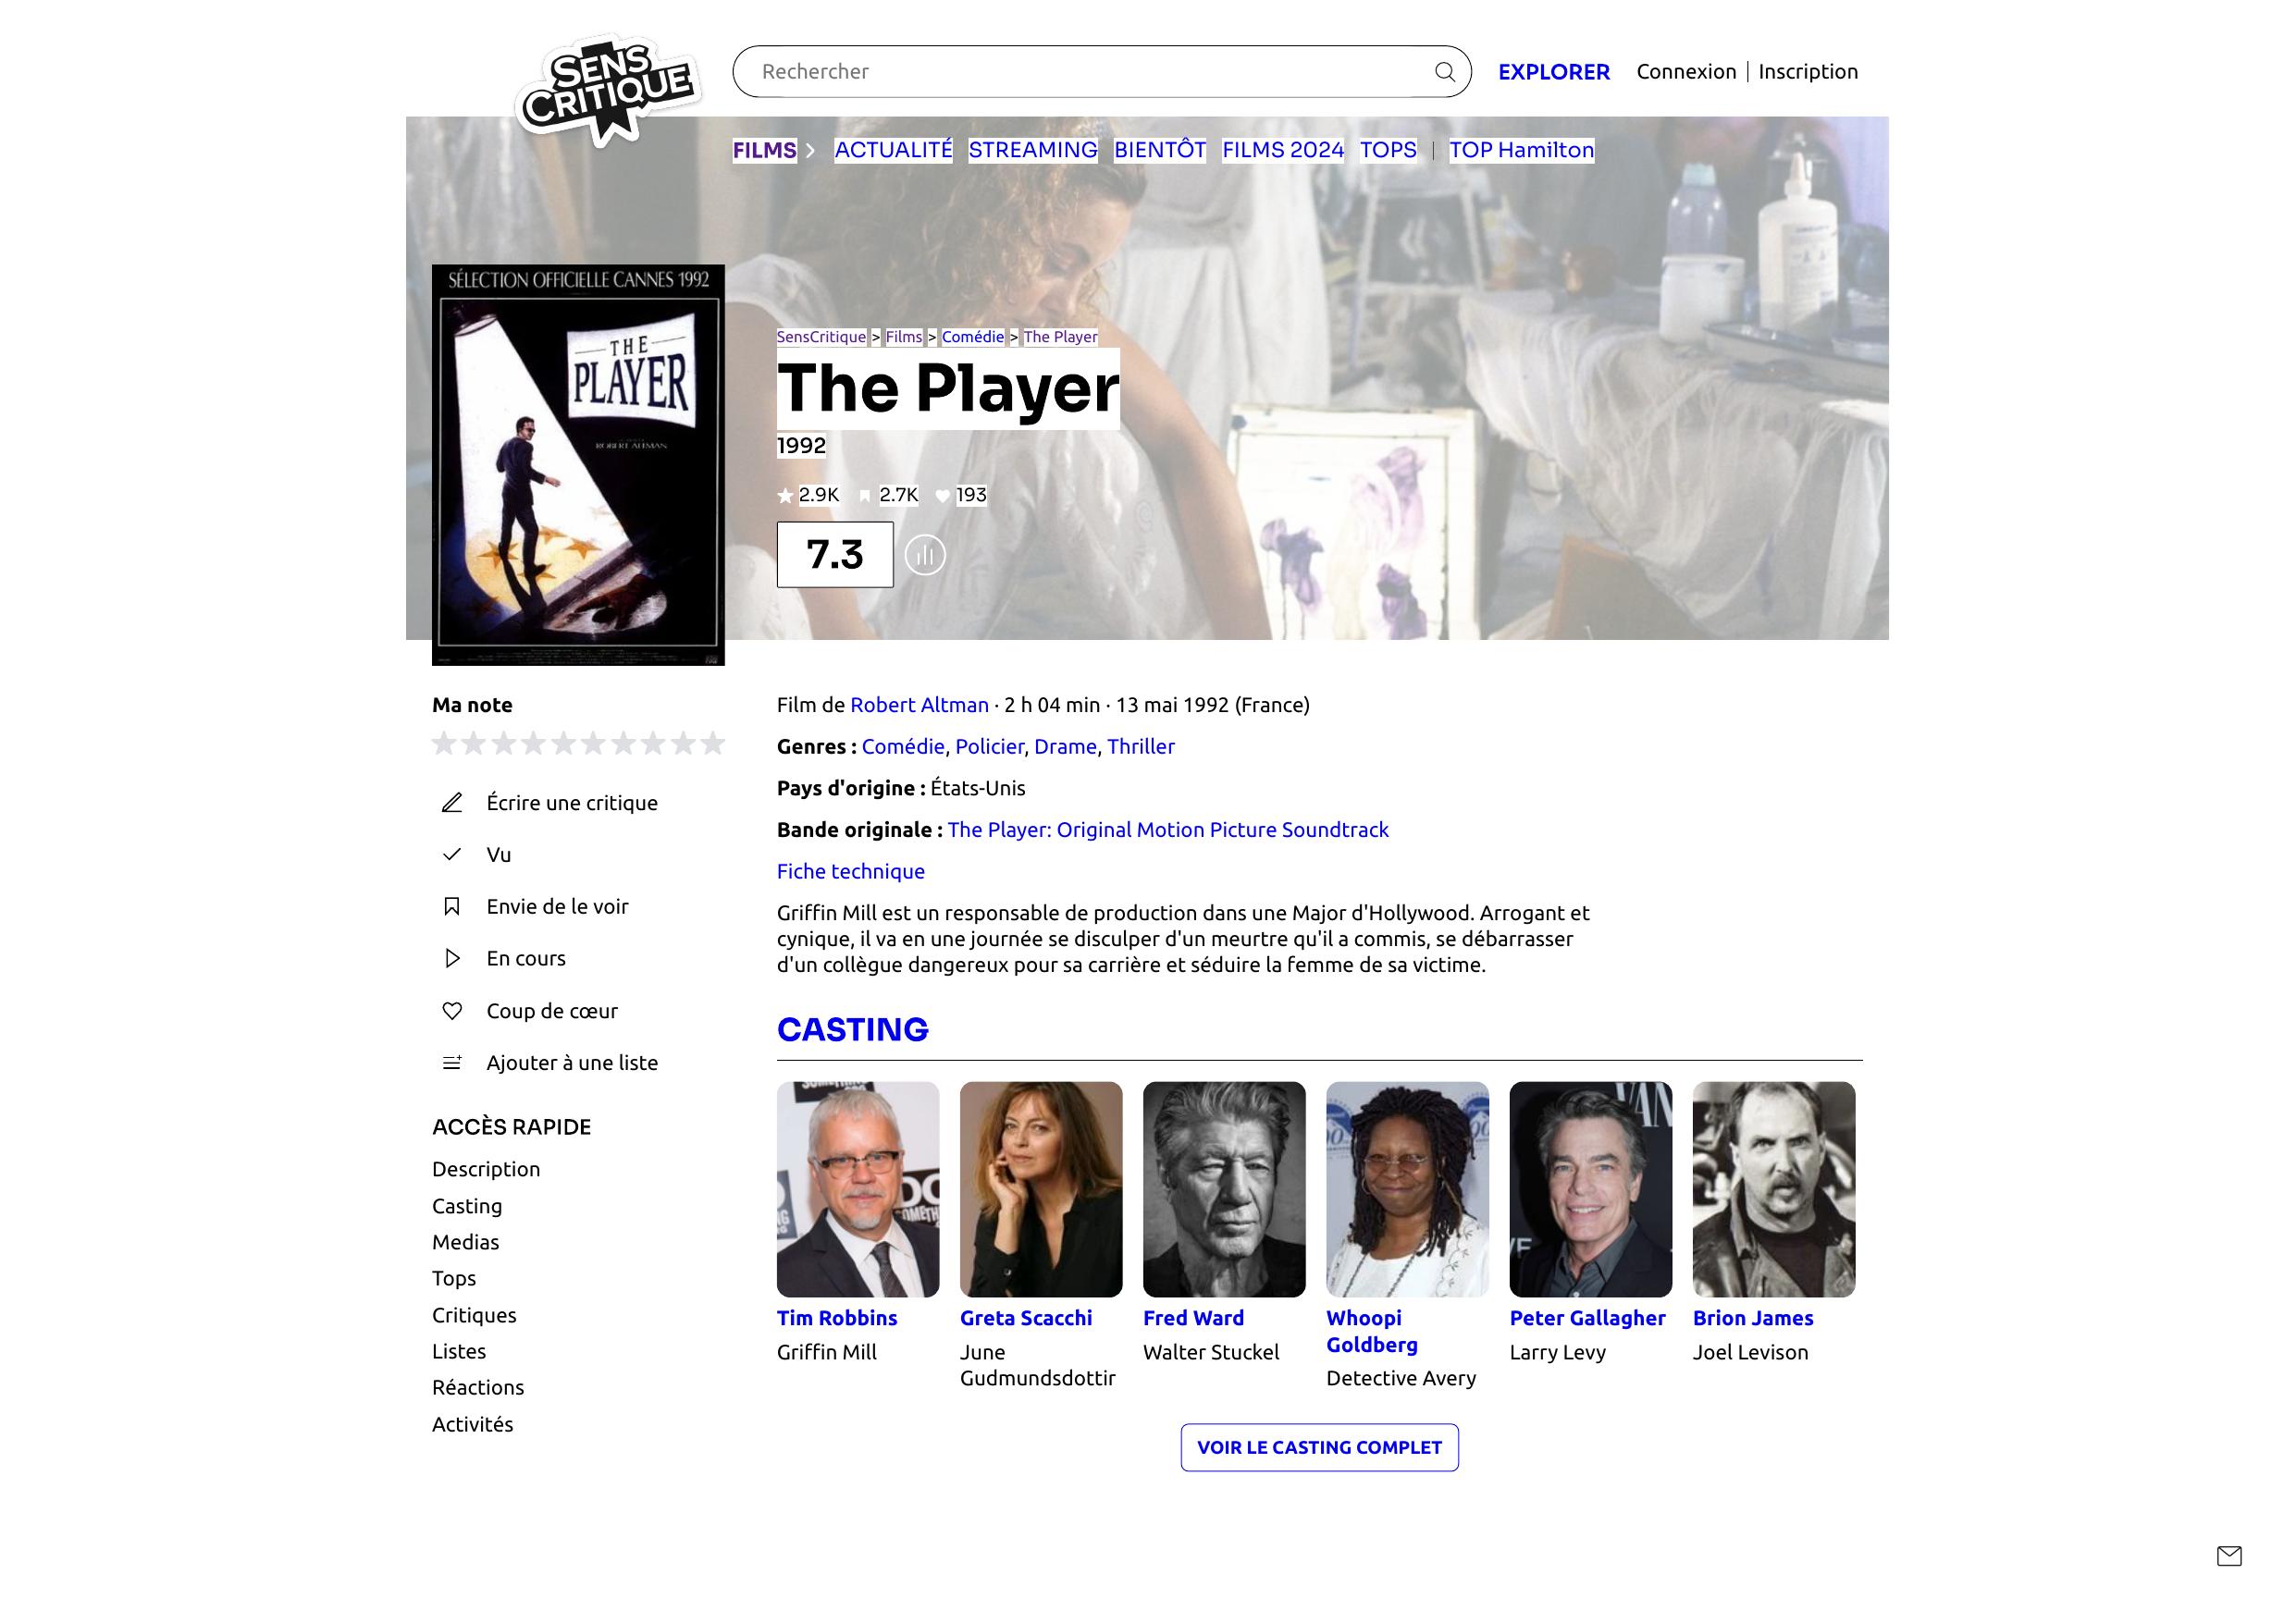 SENS
CRITIQUE
Rechercher
EXPLORER
Connexion | Inscription
FILMS
ACTUALITÉ
STREAMING
BIENTÔT
FILMS 2024
TOPS
TOP Hamilton
SÉLECTION OFFICIELLE CANNES 1992
THE
PLAYER
ROBERT ALTMAN
SensCritique > Films > Comédie > The Player
The Player
1992
2.9K 2.7K 193
7.3
Ma note
Écrire une critique
Vu
Envie de le voir
En cours
Coup de cœur
Ajouter à une liste
ACCÈS RAPIDE
Description
Casting
Medias
Tops
Critiques
Listes
Réactions
Activités
Film de Robert Altman · 2 h 04 min · 13 mai 1992 (France)
Genres : Comédie, Policier, Drame, Thriller
Pays d'origine : États-Unis
Bande originale : The Player: Original Motion Picture Soundtrack
Fiche technique
Griffin Mill est un responsable de production dans une Major d'Hollywood. Arrogant et
cynique, il va en une journée se disculper d'un meurtre qu'il a commis, se débarrasser
d'un collègue dangereux pour sa carrière et séduire la femme de sa victime.
CASTING
Tim Robbins
Griffin Mill
Greta Scacchi
June
Gudmundsdottir
Fred Ward
Walter Stuckel
Whoopi
Goldberg
Detective Avery
Peter Gallagher
Larry Levy
Brion James
Joel Levison
VOIR LE CASTING COMPLET